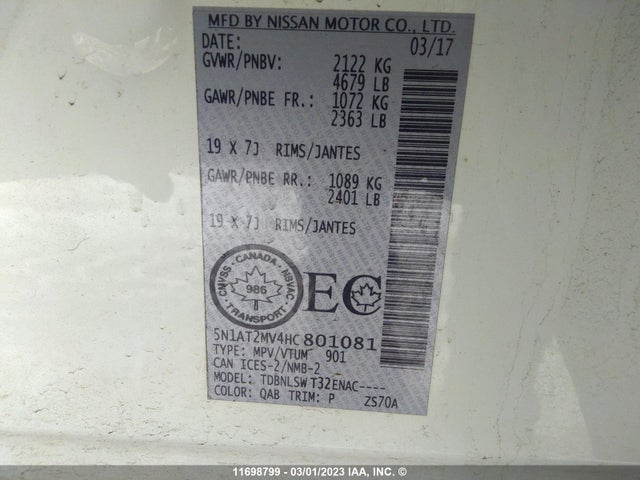 MFD BY NISSAN MOTOR CO., LTD.
DATE: 03/17
GVWR/PNBV: 2122 KG
4679 LB
GAWR/PNBE FR.: 1072 KG
2363 LB
19 X 7J RIMS/JANTES
GAWR/PNBE RR.: 1089 KG
2401 LB
19 X 7J RIMS/JANTES
CANADA
CMVSS NSVAC
986
TRANSPORT
EC
5N1AT2MV4HC801081
TYPE: MPV/VTUM 901
CAN ICES-2/NMB-2
MODEL: TDBNLSWT32ENAC----
COLOR: QAB TRIM: P ZS70A
11698799 - 03/01/2023 IAA, INC. ©